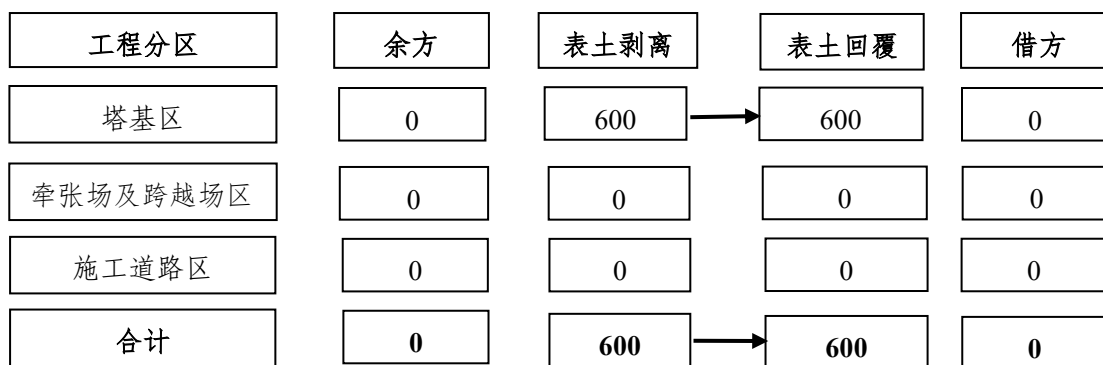 工程分区 余方 表土剥离 表土回覆 借方
塔基区 0 600 600 0
牵张场及跨越场区 0 0 0 0
施工道路区 0 0 0 0
合计 0 600 600 0